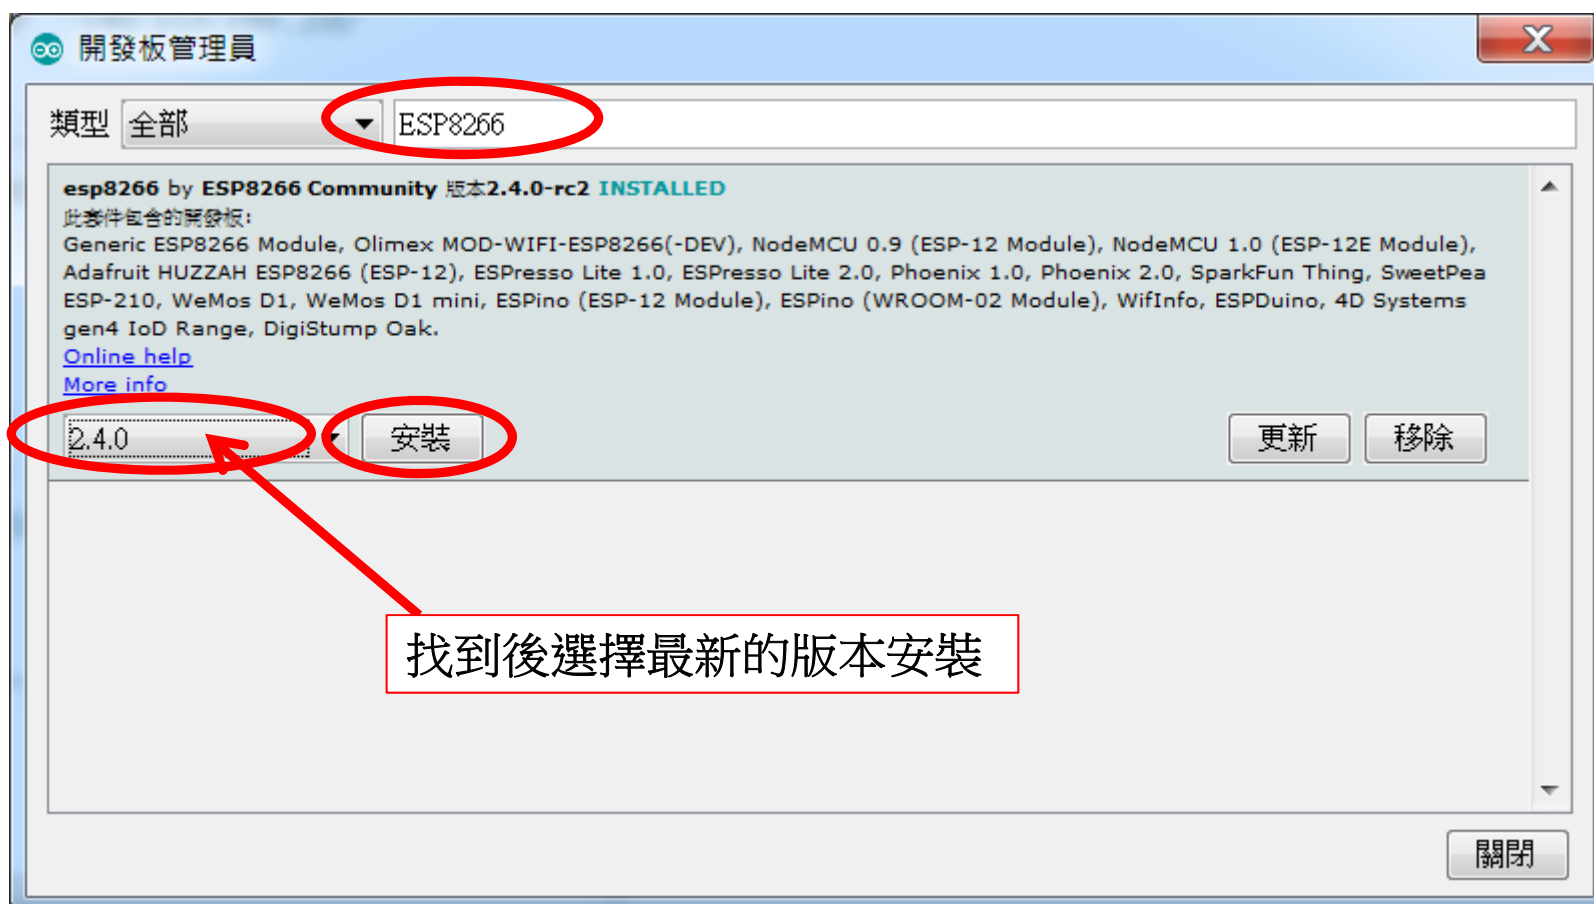 開發板管理員
類型 全部 ESP8266
esp8266 by ESP8266 Community 版本2.4.0-rc2 INSTALLED
此套件包含的開發板:
Generic ESP8266 Module, Olimex MOD-WIFI-ESP8266(-DEV), NodeMCU 0.9 (ESP-12 Module), NodeMCU 1.0 (ESP-12E Module),
Adafruit HUZZAH ESP8266 (ESP-12), ESPresso Lite 1.0, ESPresso Lite 2.0, Phoenix 1.0, Phoenix 2.0, SparkFun Thing, SweetPea
ESP-210, WeMos D1, WeMos D1 mini, ESPino (ESP-12 Module), ESPino (WROOM-02 Module), WifInfo, ESPDuino, 4D Systems
gen4 IoD Range, DigiStump Oak.
Online help
More info
2.4.0 安裝 更新 移除
找到後選擇最新的版本安裝
關閉